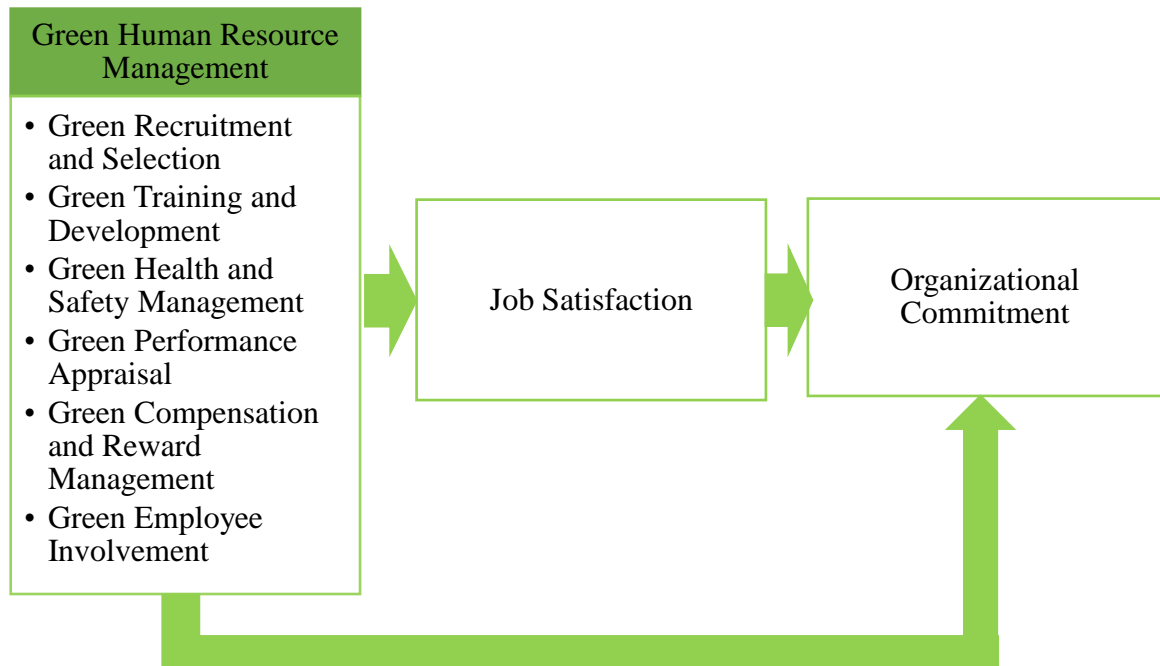 Green Human Resource
Management
• Green Recruitment
and Selection
• Green Training and
Development
• Green Health and
Safety Management
• Green Performance
Appraisal
• Green Compensation
and Reward
Management
• Green Employee
Involvement
Job Satisfaction
Organizational
Commitment